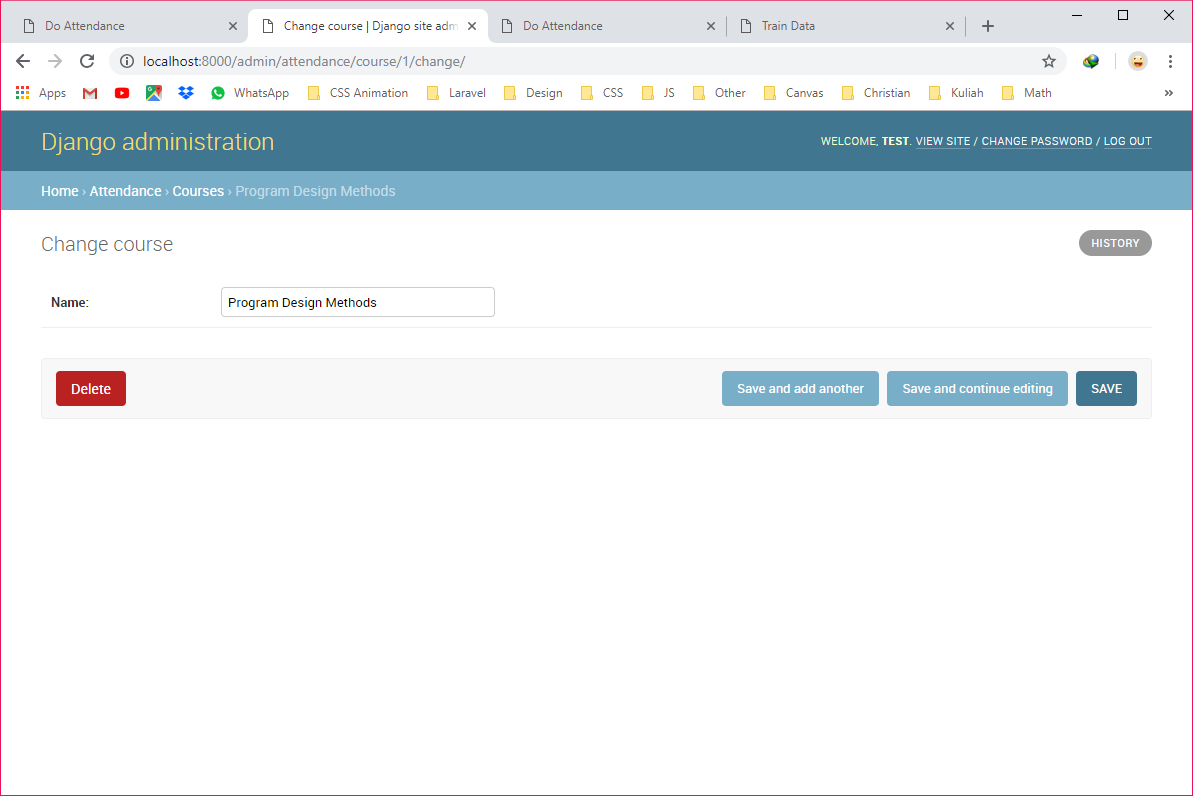 Do Attendance
Change course | Django site adm
Do Attendance
Train Data
localhost:8000/admin/attendance/course/1/change/
Apps WhatsApp CSS Animation Laravel Design CSS JS Other Canvas Christian Kuliah Math »
Django administration
WELCOME, TEST. VIEW SITE / CHANGE PASSWORD / LOG OUT
Home › Attendance › Courses › Program Design Methods
Change course
HISTORY
Name: Program Design Methods
Delete
Save and add another
Save and continue editing
SAVE